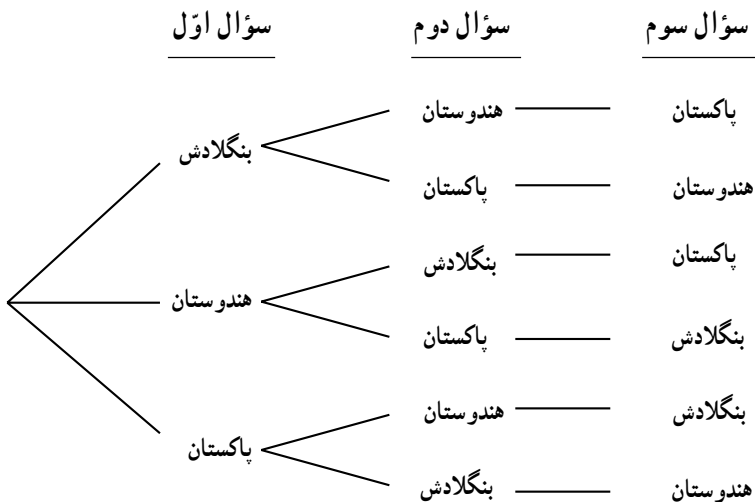 سؤال اوّل سؤال دوم سؤال سوم
هندوستان پاکستان
بنگلادش
پاکستان هندوستان
بنگلادش پاکستان
هندوستان
پاکستان بنگلادش
هندوستان بنگلادش
پاکستان
بنگلادش هندوستان